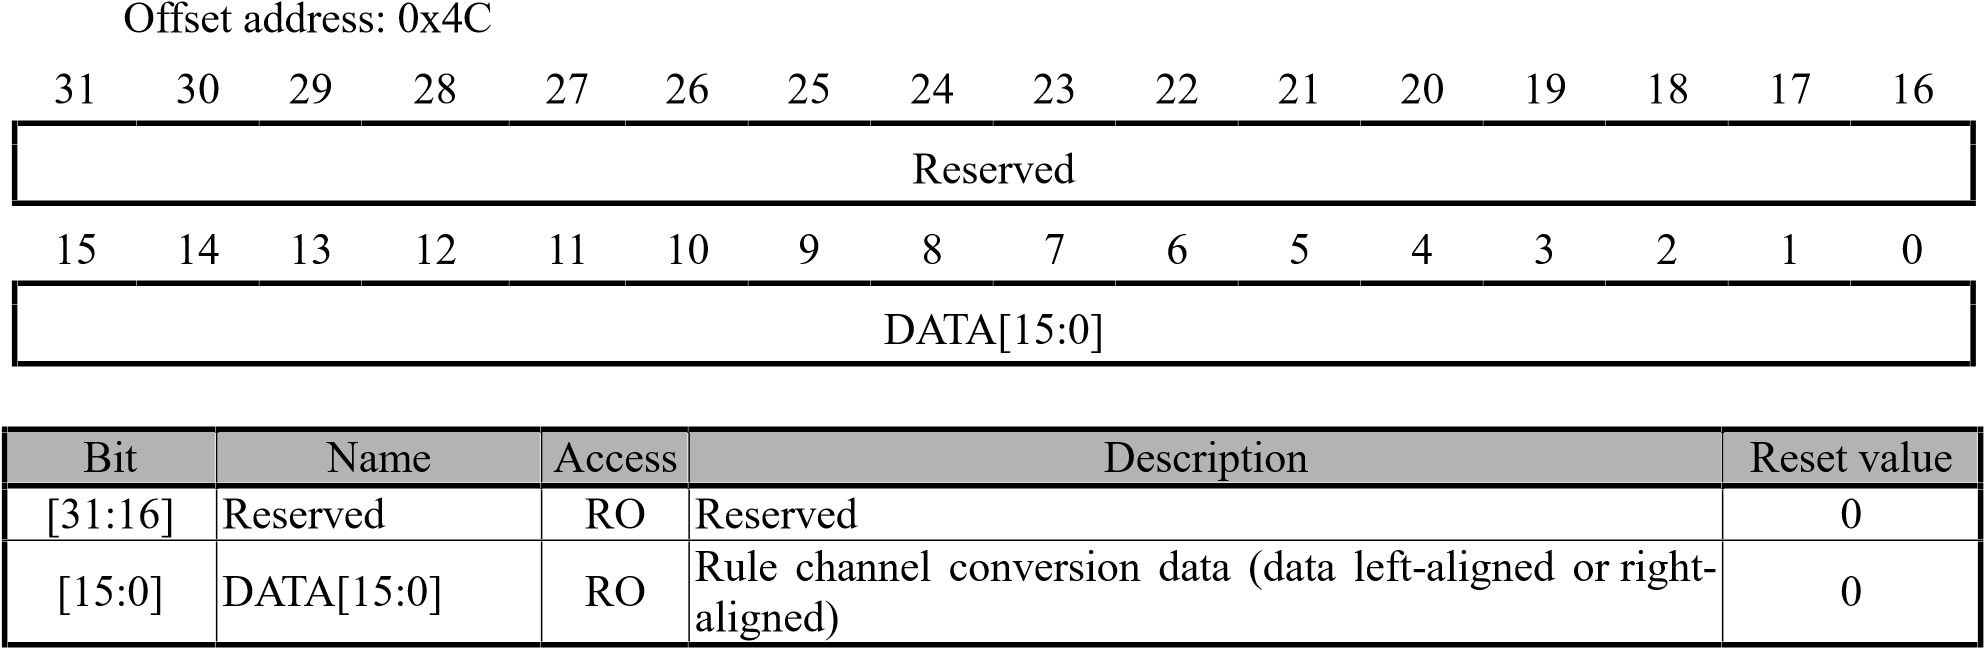 Offset address: 0x4C
31 30 29 28 27 26 25 24 23 22 21 20 19 18 17 16
Reserved
15 14 13 12 11 10 9 8 7 6 5 4 3 2 1 0
DATA[15:0]
Bit Name Access Description Reset value
[31:16] Reserved RO Reserved 0
[15:0] DATA[15:0] RO Rule channel conversion data (data left-aligned or right-
aligned) 0